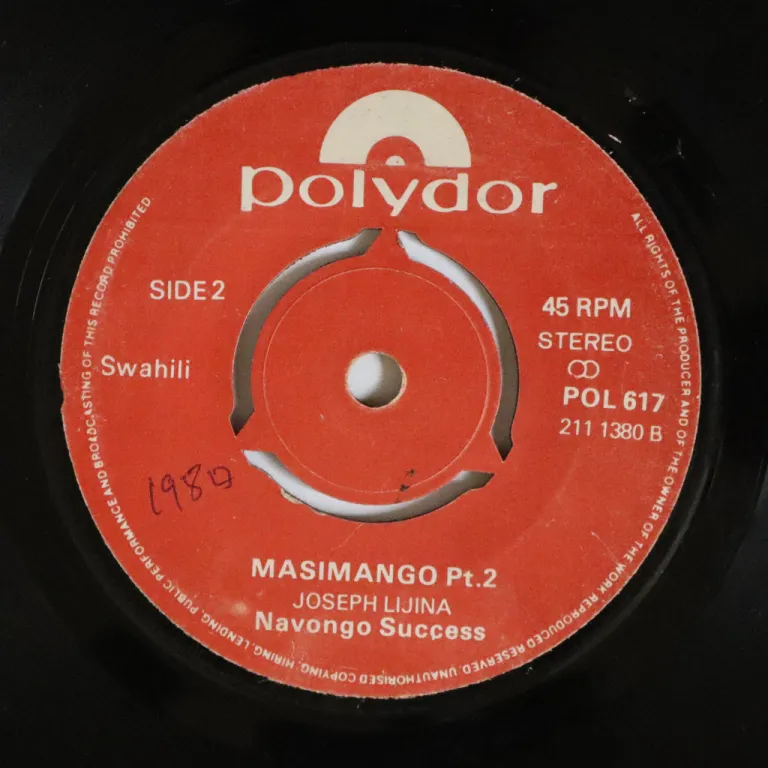 polydor
SIDE 2
Swahili
1980
45 RPM
STEREO
POL 617
211 1380 B
MASIMANGO Pt.2
JOSEPH LIJINA
Navongo Success
ALL RIGHTS OF THE PRODUCER AND OF THE OWNER OF THE WORK REPRODUCED RESERVED. UNAUTHORISED COPYING, HIRING, LENDING, PUBLIC PERFORMANCE AND BROADCASTING OF THIS RECORD PROHIBITED